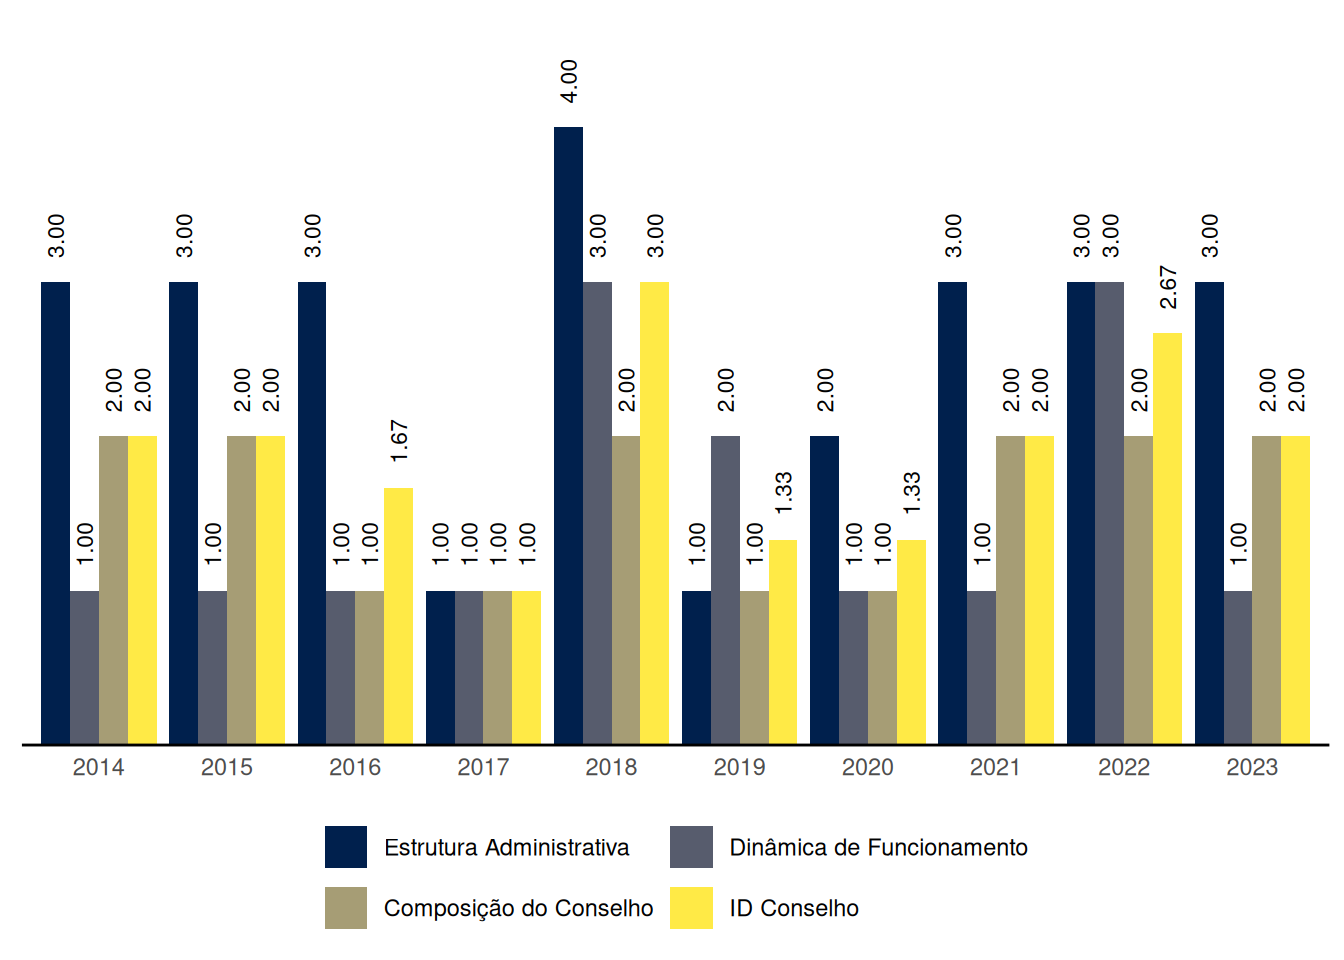 4.00
3.00 3.00 3.00 3.00 3.00 3.00 3.00 3.00 3.00
2.67
2.00 2.00 2.00 2.00 2.00 2.00 2.00 2.00 2.00 2.00 2.00 2.00
1.67
1.33 1.33
1.00 1.00 1.00 1.00 1.00 1.00 1.00 1.00 1.00 1.00 1.00 1.00 1.00 1.00
2014 2015 2016 2017 2018 2019 2020 2021 2022 2023
Estrutura Administrativa Dinâmica de Funcionamento
Composição do Conselho ID Conselho